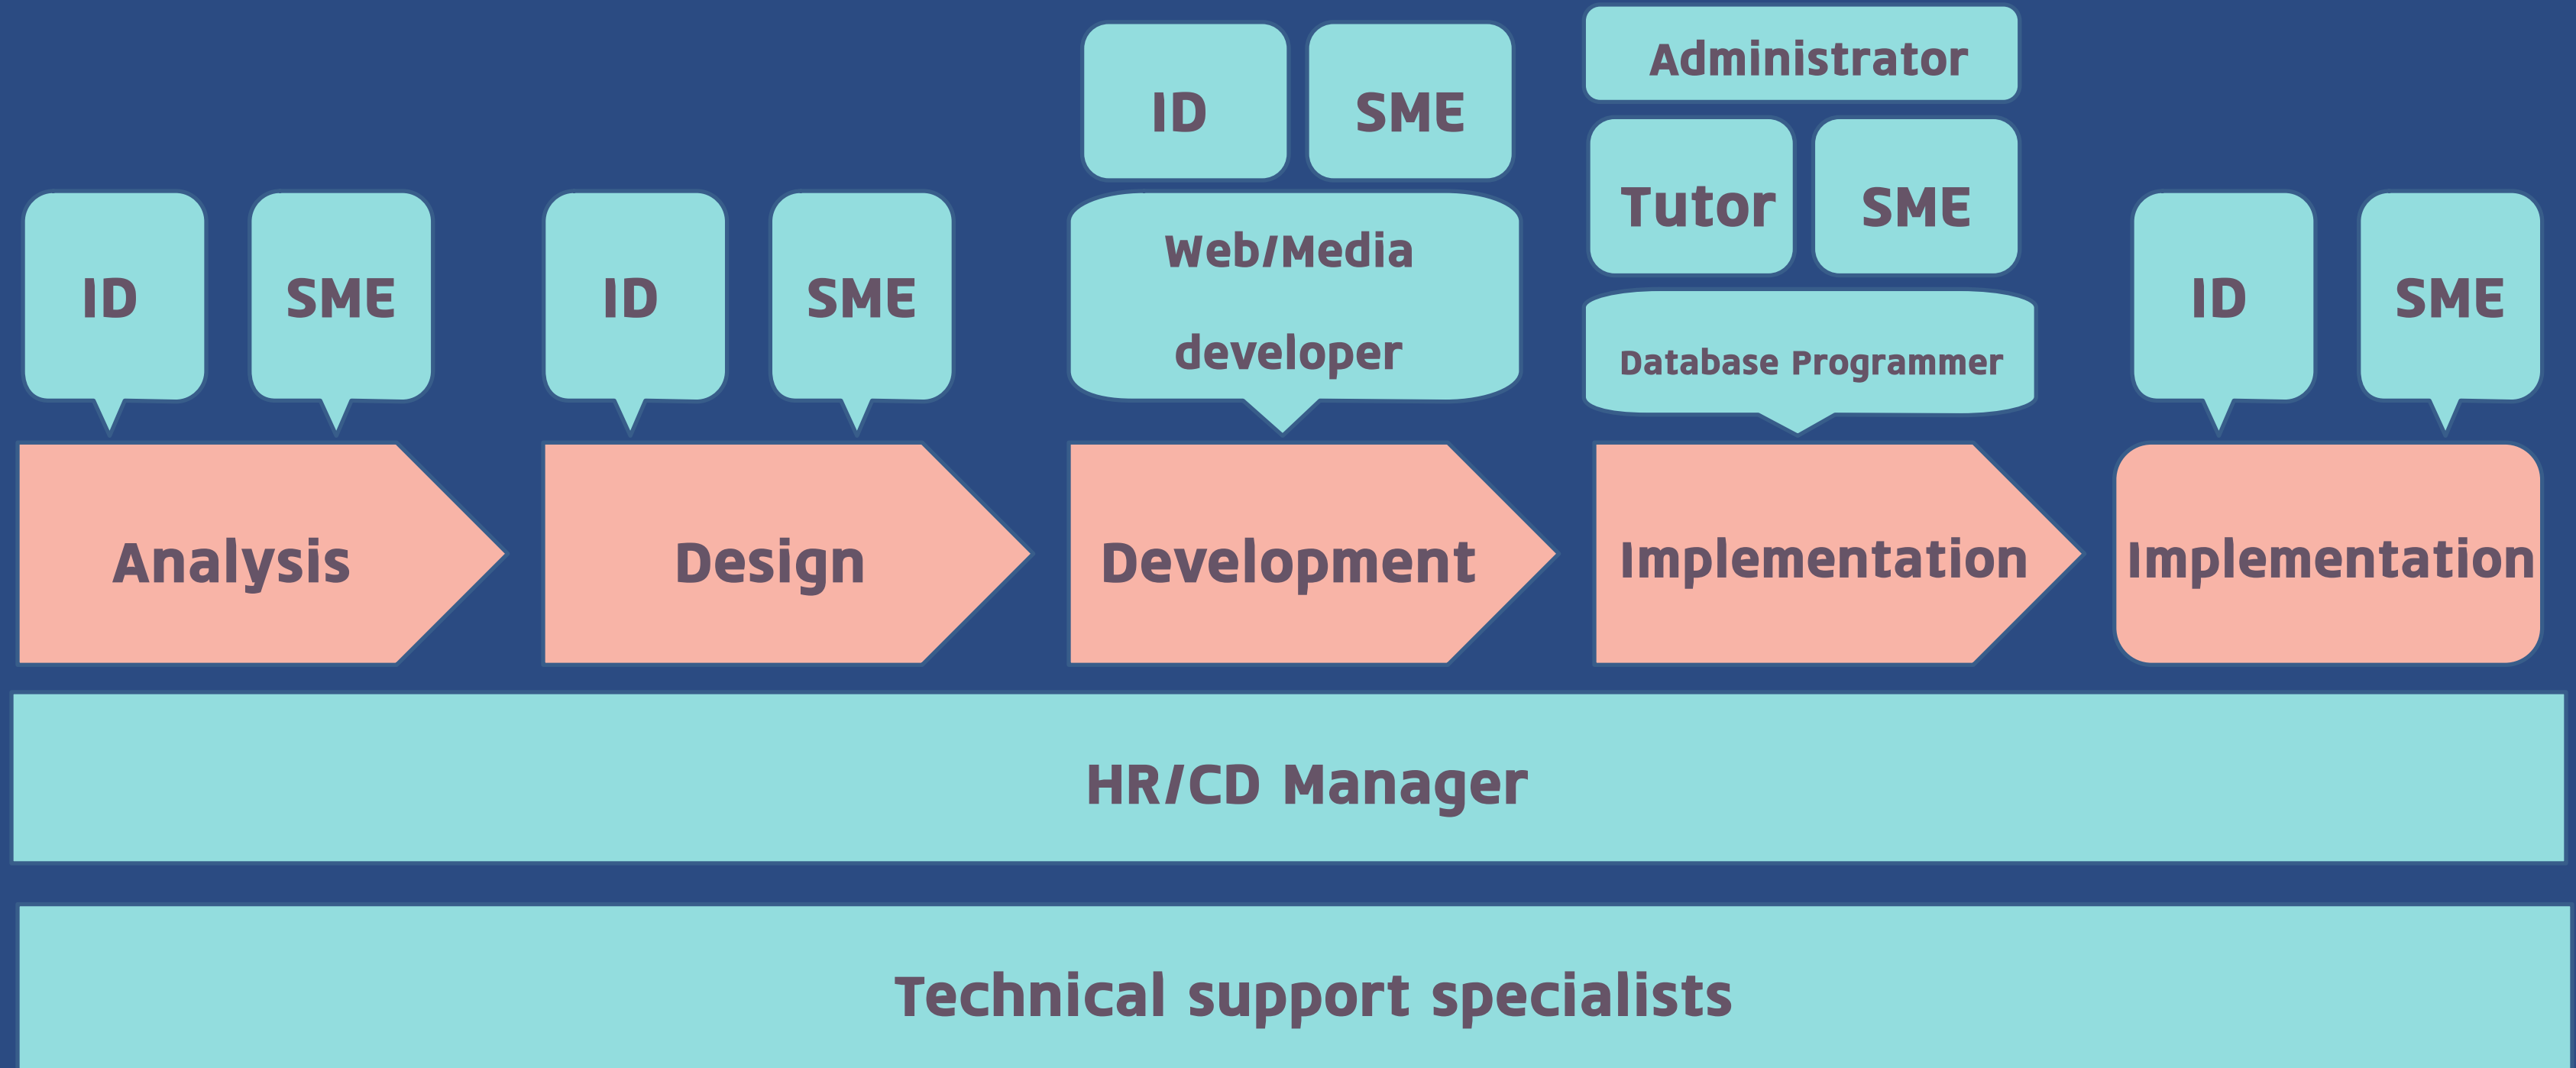 ID
SME
Analysis
ID
SME
Design
ID
SME
Web/Media
developer
Development
Administrator
Tutor
SME
Database Programmer
Implementation
ID
SME
Implementation
HR/CD Manager
Technical support specialists